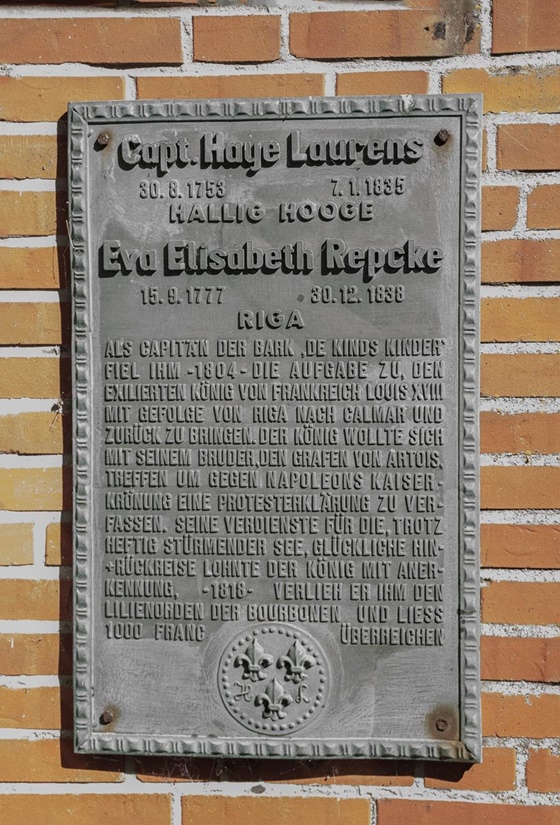 Capt. Haye Laurens
30. 8. 1753 7. 1. 1835
HALLIG HOOGE
Eva Elisabeth Repcke
15. 9. 1777 30. 12. 1838
RIGA
ALS CAPITÄN DER BARK ‚DE KINDS KINDER'
FIEL IHM -1804- DIE AUFGABE ZU, DEN
EXILIERTEN KÖNIG VON FRANKREICH LOUIS XVIII
MIT GEFOLGE VON RIGA NACH CALMAR UND
ZURÜCK ZU BRINGEN. DER KÖNIG WOLLTE SICH
MIT SEINEM BRUDER, DEN GRAFEN VON ARTOIS,
TREFFEN UM GEGEN NAPOLEONS KAISER-
KRÖNUNG EINE PROTESTERKLÄRUNG ZU VER-
FASSEN. SEINE VERDIENSTE FÜR DIE, TROTZ
HEFTIG STÜRMENDER SEE, GLÜCKLICHE HIN-
+RÜCKREISE LOHNTE DER KÖNIG MIT ANER-
KENNUNG, -1818- VERLIEH ER IHM DEN
LILIENORDEN DER BOURBONEN UND LIESS
1000 FRANC ÜBERREICHEN
H L